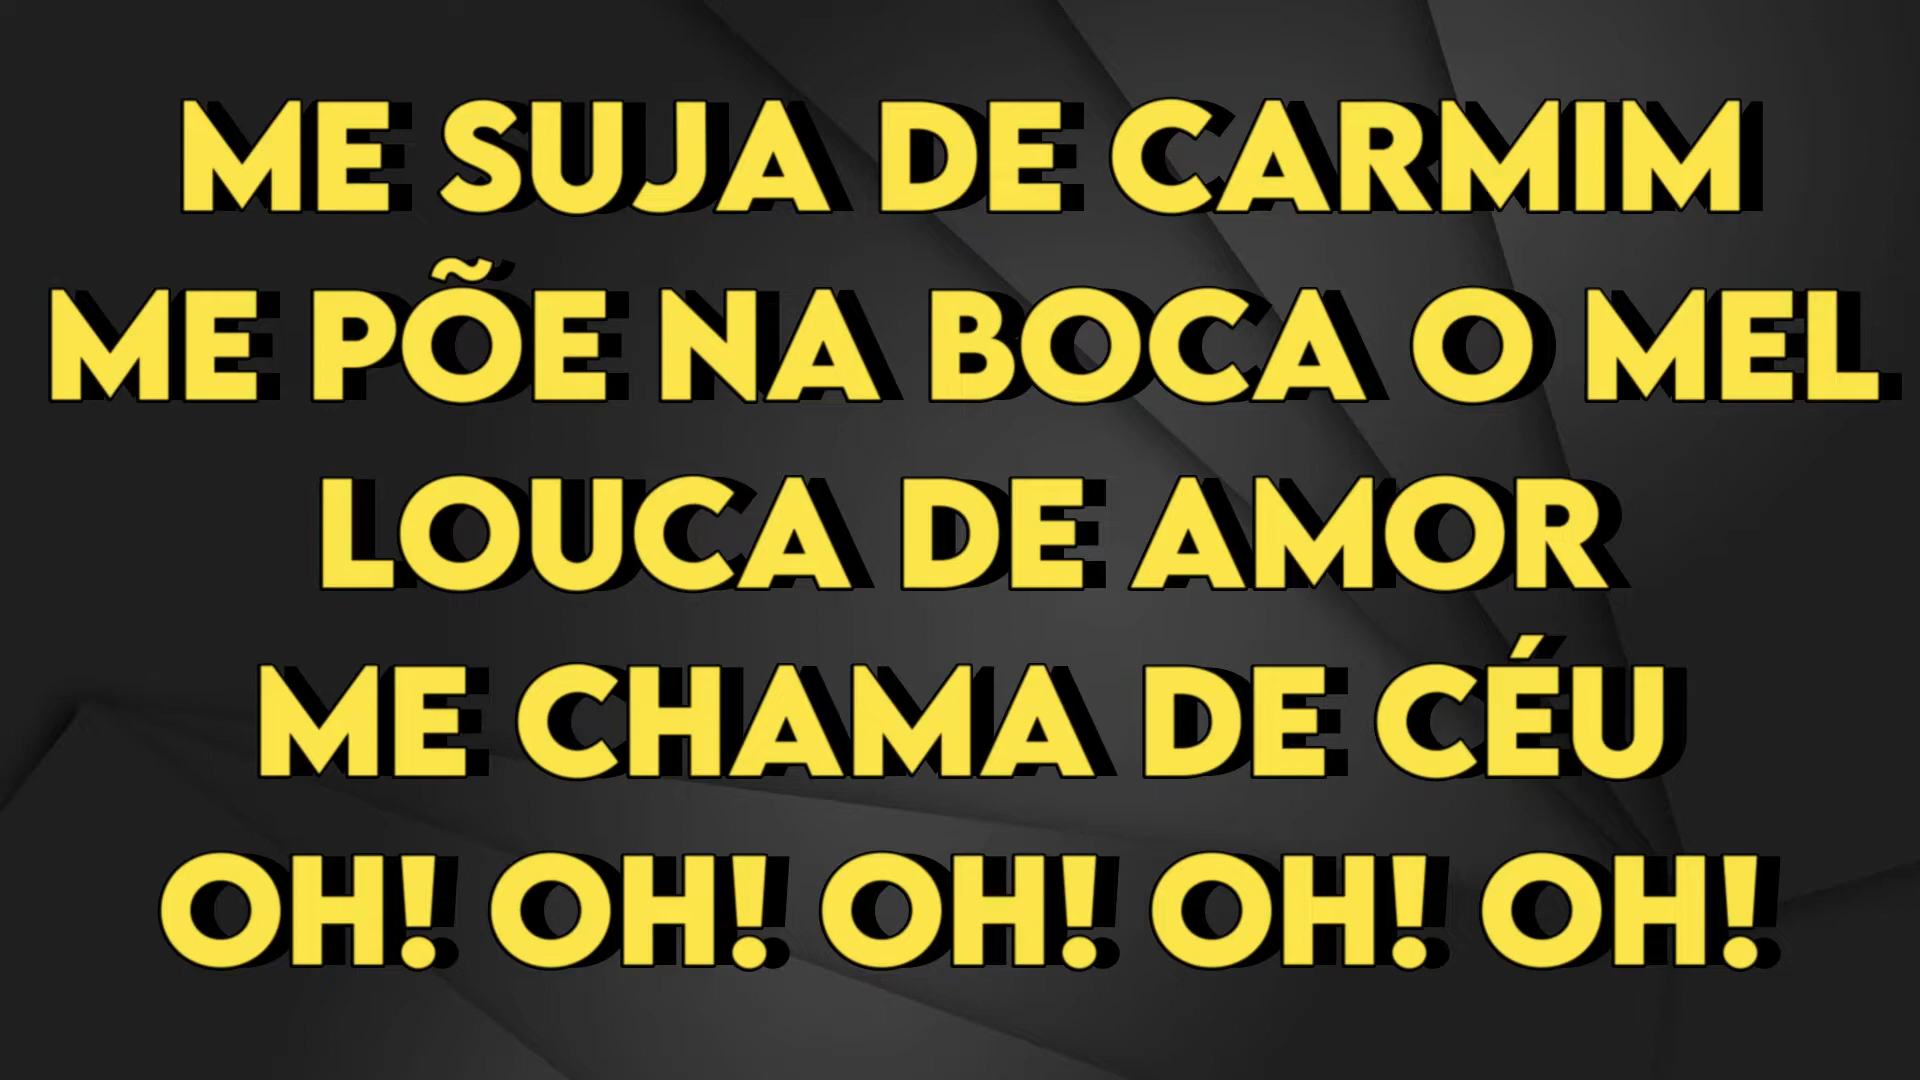 ME SUJA DE CARMIM
ME PÕE NA BOCA O MEL
LOUCA DE AMOR
ME CHAMA DE CÉU
OH! OH! OH! OH! OH!